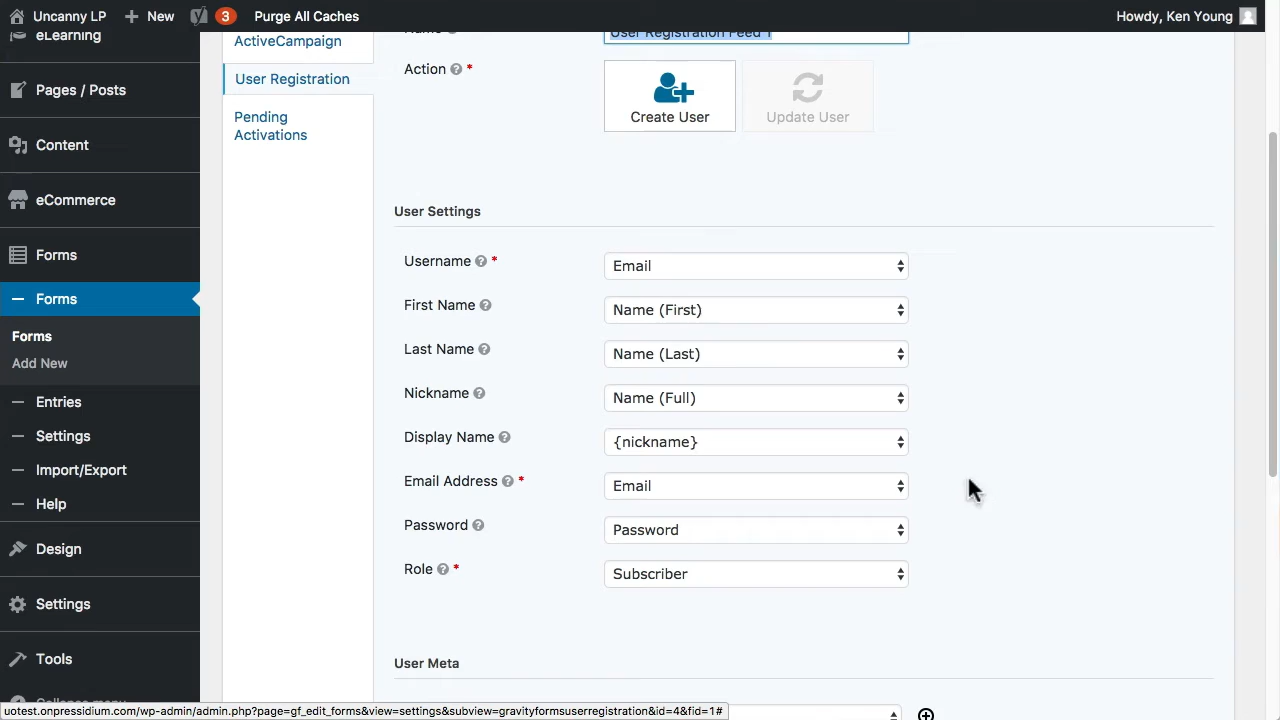 Uncanny LP
New
3
Purge All Caches
Howdy, Ken Young
eLearning
Pages / Posts
Content
eCommerce
Forms
Forms
Forms
Add New
Entries
Settings
Import/Export
Help
Design
Settings
Tools
Collapse menu
ActiveCampaign
User Registration
Pending
Activations
Name
User Registration Feed 1
Action ? *
Create User
Update User
User Settings
Username ? *
Email
First Name ?
Name (First)
Last Name ?
Name (Last)
Nickname ?
Name (Full)
Display Name ?
{nickname}
Email Address ? *
Email
Password ?
Password
Role ? *
Subscriber
User Meta
uotest.onpressidium.com/wp-admin/admin.php?page=gf_edit_forms&view=settings&subview=gravityformsuserregistration&id=4&fid=1#